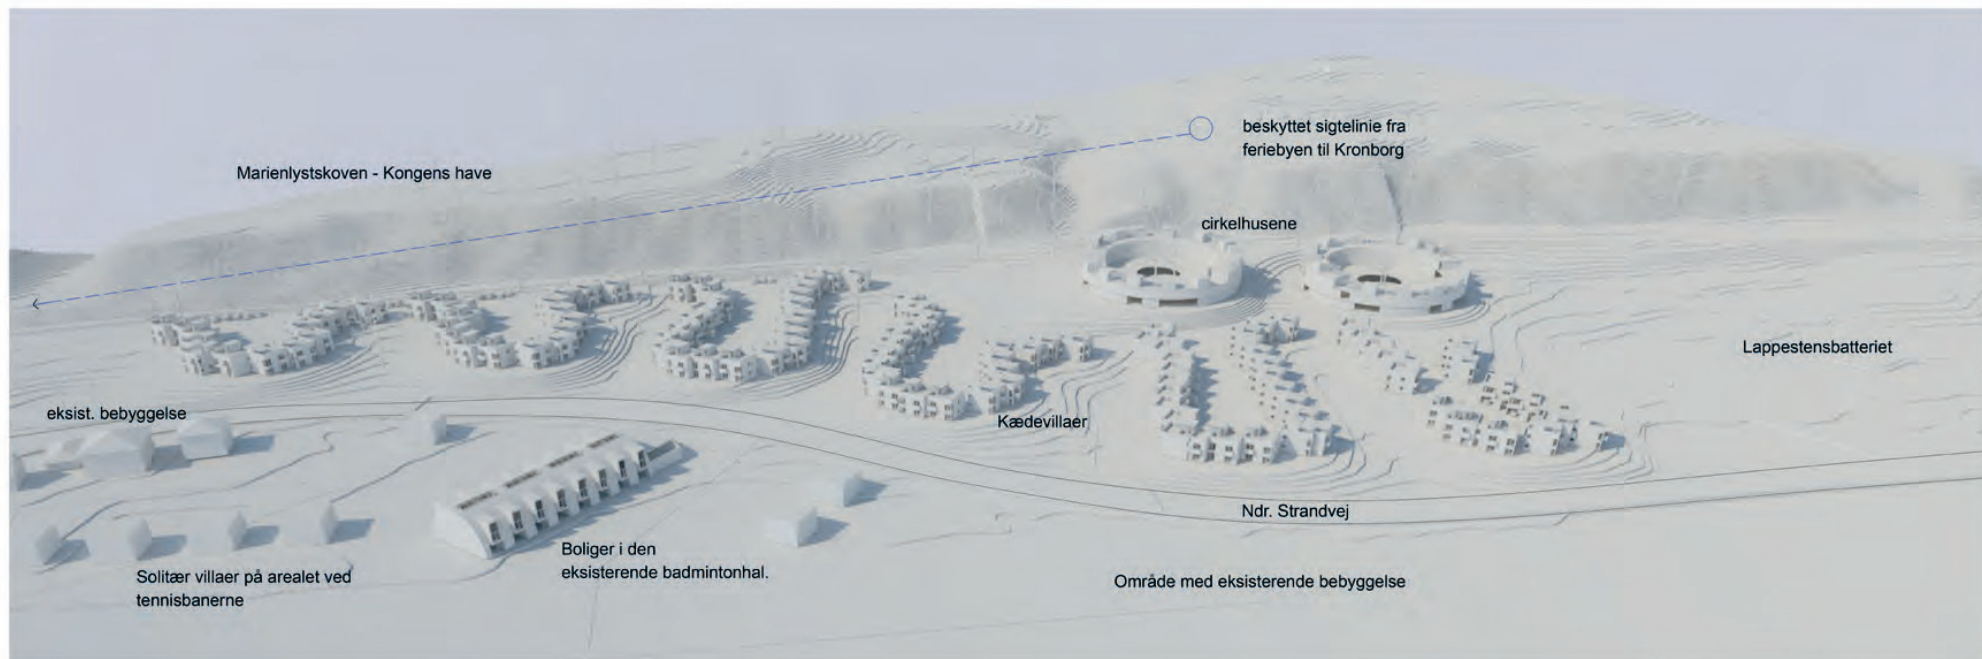 beskyttet sigtelinie fra
feriebyen til Kronborg
Marienlystskoven - Kongens have
cirkelhusene
Lappestensbatteriet
eksist. bebyggelse
Kædevillaer
Ndr. Strandvej
Boliger i den
eksisterende badmintonhal.
Solitær villaer på arealet ved
tennisbanerne
Område med eksisterende bebyggelse